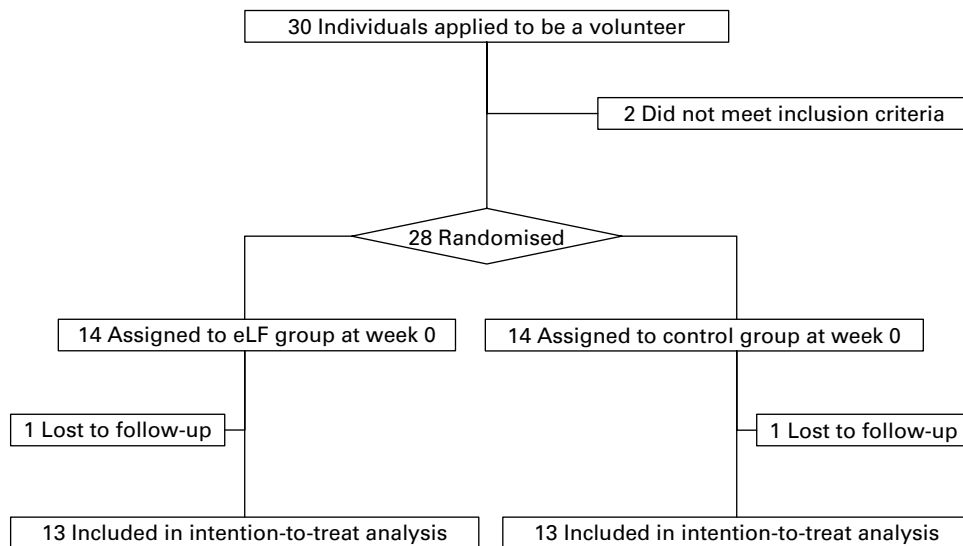 30 Individuals applied to be a volunteer
2 Did not meet inclusion criteria
28 Randomised
14 Assigned to eLF group at week 0
14 Assigned to control group at week 0
1 Lost to follow-up
1 Lost to follow-up
13 Included in intention-to-treat analysis
13 Included in intention-to-treat analysis